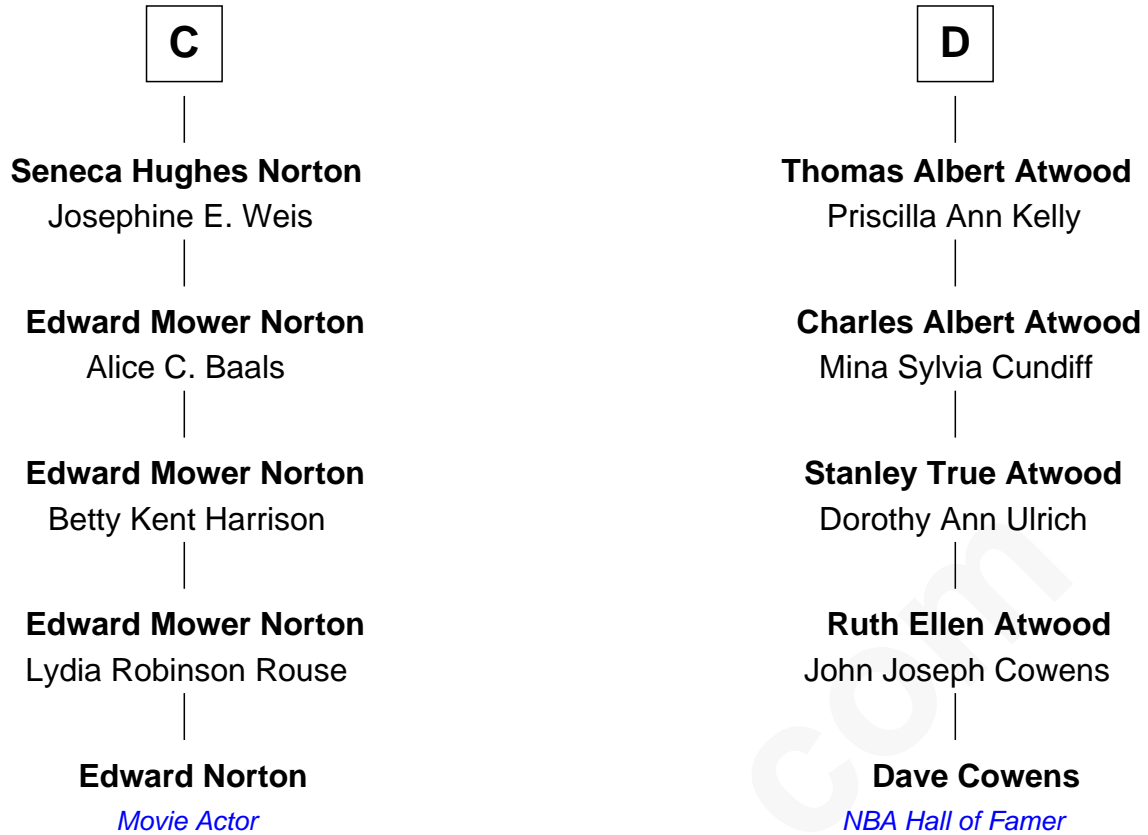 C
Seneca Hughes Norton
Josephine E. Weis
Edward Mower Norton
Alice C. Baals
Edward Mower Norton
Betty Kent Harrison
Edward Mower Norton
Lydia Robinson Rouse
Edward Norton
Movie Actor
D
Thomas Albert Atwood
Priscilla Ann Kelly
Charles Albert Atwood
Mina Sylvia Cundiff
Stanley True Atwood
Dorothy Ann Ulrich
Ruth Ellen Atwood
John Joseph Cowens
Dave Cowens
NBA Hall of Famer
com